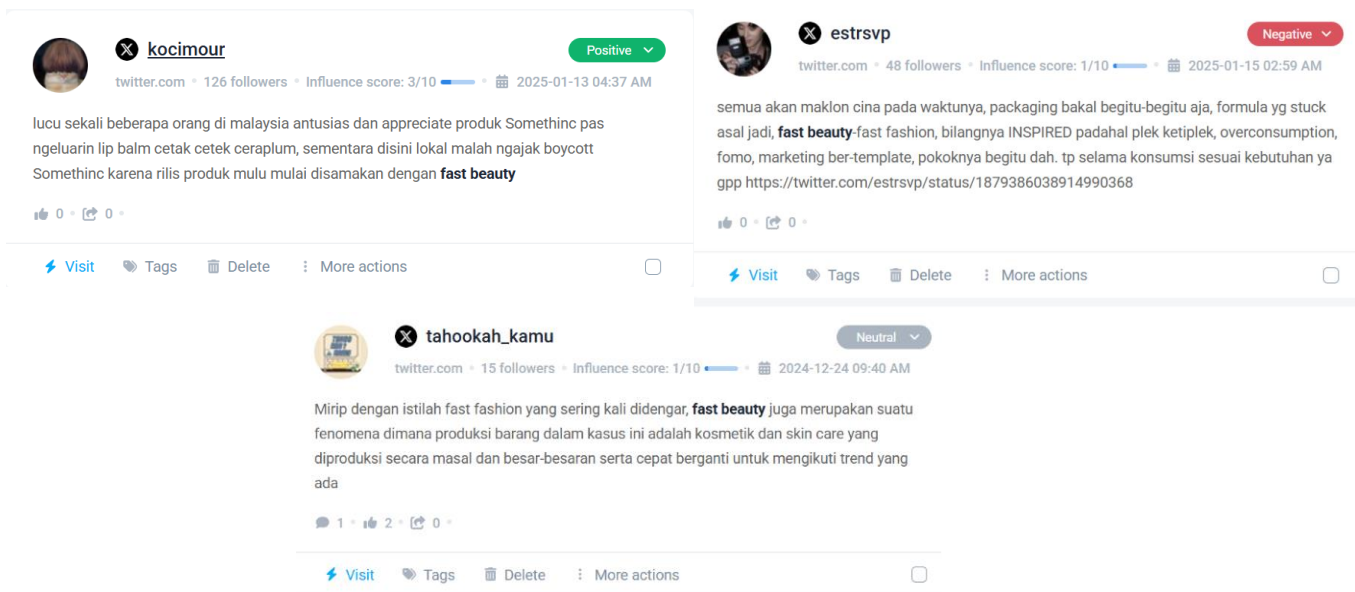 kocimour
Positive
twitter.com • 126 followers • Influence score: 3/10 • 2025-01-13 04:37 AM
lucu sekali beberapa orang di malaysia antusias dan appreciate produk Somethinc pas
ngeluarin lip balm cetak cetek ceraplum, sementara disini lokal malah ngajak boycott
Somethinc karena rilis produk mulu mulai disamakan dengan fast beauty
0 • 0 •
Visit Tags Delete More actions
estrsvp
Negative
twitter.com • 48 followers • Influence score: 1/10 • 2025-01-15 02:59 AM
semua akan maklon cina pada waktunya, packaging bakal begitu-begitu aja, formula yg stuck
asal jadi, fast beauty-fast fashion, bilangnya INSPIRED padahal plek ketiplek, overconsumption,
fomo, marketing ber-template, pokoknya begitu dah. tp selama konsumsi sesuai kebutuhan ya
gpp https://twitter.com/estrsvp/status/1879386038914990368
0 • 0 •
Visit Tags Delete More actions
tahookah_kamu
Neutral
twitter.com • 15 followers • Influence score: 1/10 • 2024-12-24 09:40 AM
Mirip dengan istilah fast fashion yang sering kali didengar, fast beauty juga merupakan suatu
fenomena dimana produksi barang dalam kasus ini adalah kosmetik dan skin care yang
diproduksi secara masal dan besar-besaran serta cepat berganti untuk mengikuti trend yang
ada
1 • 2 • 0 •
Visit Tags Delete More actions